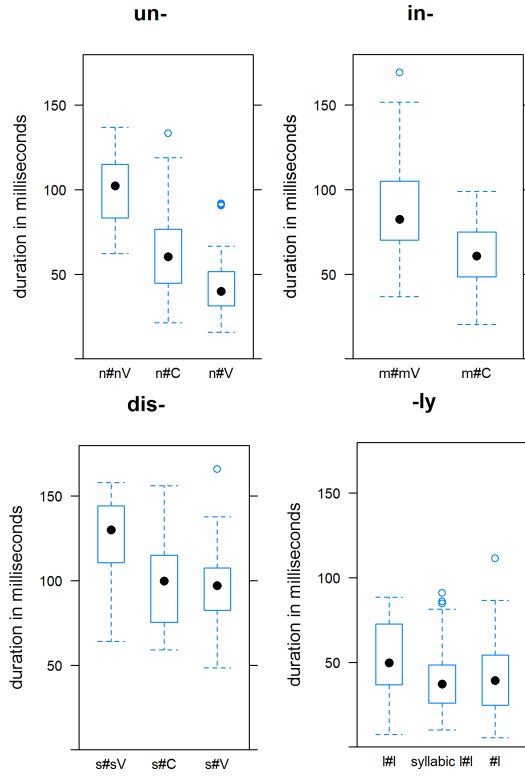 un-
in-
duration in milliseconds
150
100
50
n#nV n#C n#V
duration in milliseconds
150
100
50
m#mV m#C
dis-
-ly
duration in milliseconds
150
100
50
s#sV s#C s#V
duration in milliseconds
150
100
50
l#l syllabic l#l #l